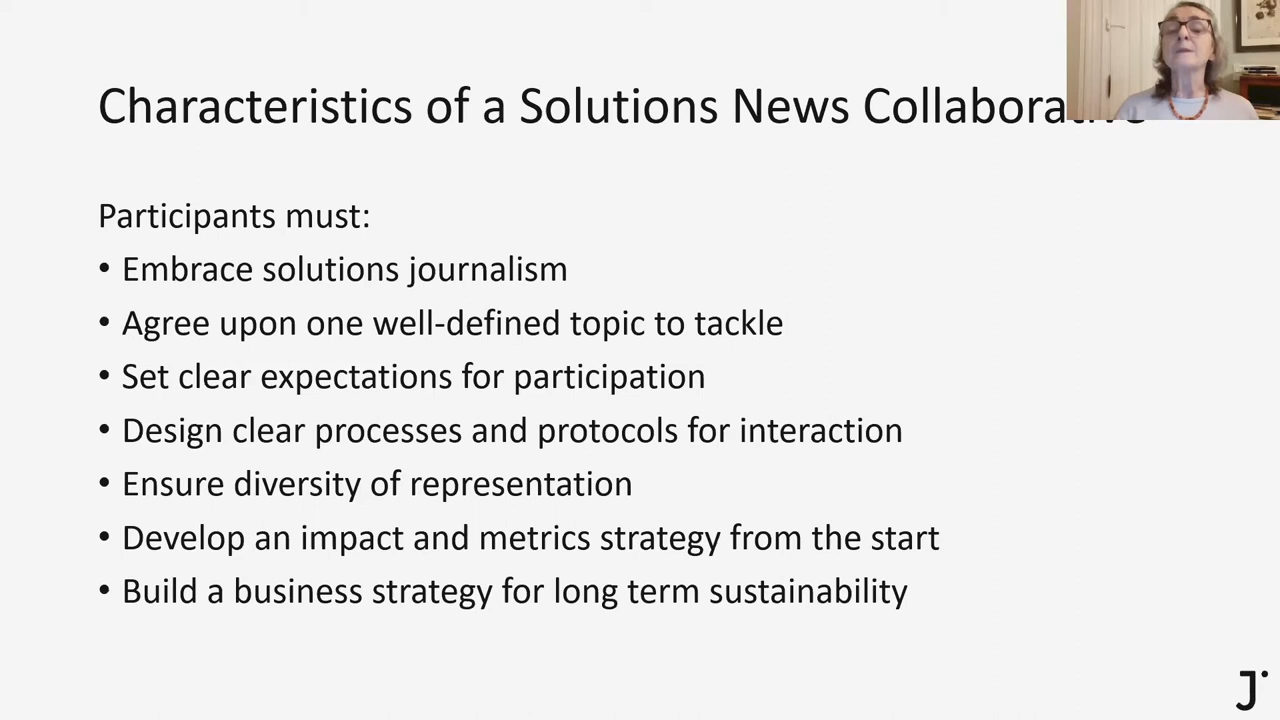 Characteristics of a Solutions News
Participants must:
• Embrace solutions journalism
• Agree upon one well-defined topic to tackle
• Set clear expectations for participation
• Design clear processes and protocols for interaction
• Ensure diversity of representation
• Develop an impact and metrics strategy from the start
• Build a business strategy for long term sustainability
J